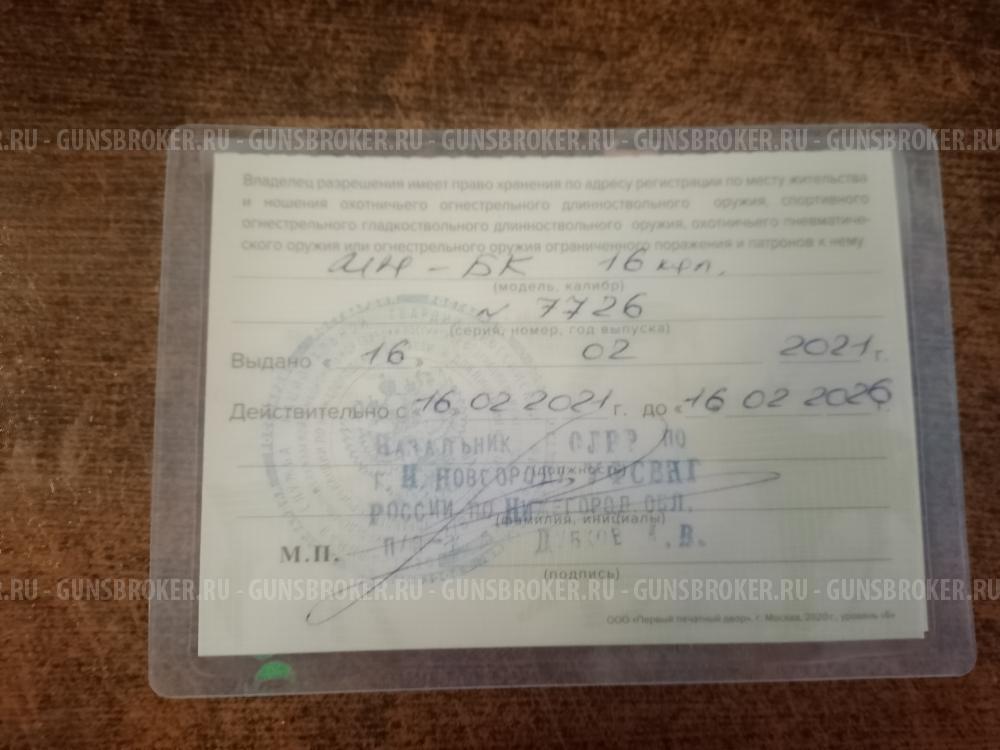 GUNSBROKER.RU - GUNSBROKER.RU - GUNSBROKER.RU - GUNSBROKER.RU - GUNSBROKER.RU
Владелец разрешения имеет право хранения по адресу регистрации по месту жительства
и ношения охотничьего огнестрельного длинноствольного оружия, спортивного
огнестрельного гладкоствольного длинноствольного оружия, охотничьего пневматиче-
ского оружия или огнестрельного оружия ограниченного поражения и патронов к нему
- БК 16 кал.
(модель, калибр)
№ 7726
(серия, номер, год выпуска)
Выдано « 16 » 02 2021 г.
Действительно с «16» 02 2021 г. до «16 02 2026
НАЧАЛЬНИК ОЛРР ПО
(должность)
Г. Н. НОВГОРОДУ
РОССИИ ПО НИЖЕГОРОД. ОБЛ.
(фамилия, инициалы)
М.П. П/П-К .В.
(подпись)
GUNSBROKER.RU - GUNSBROKER.RU - GUNSBROKER.RU - GUNSBROKER.RU - GUNSBROKER.RU
ООО «Первый печатный двор», г. Москва, 2020 г., уровень «Б»